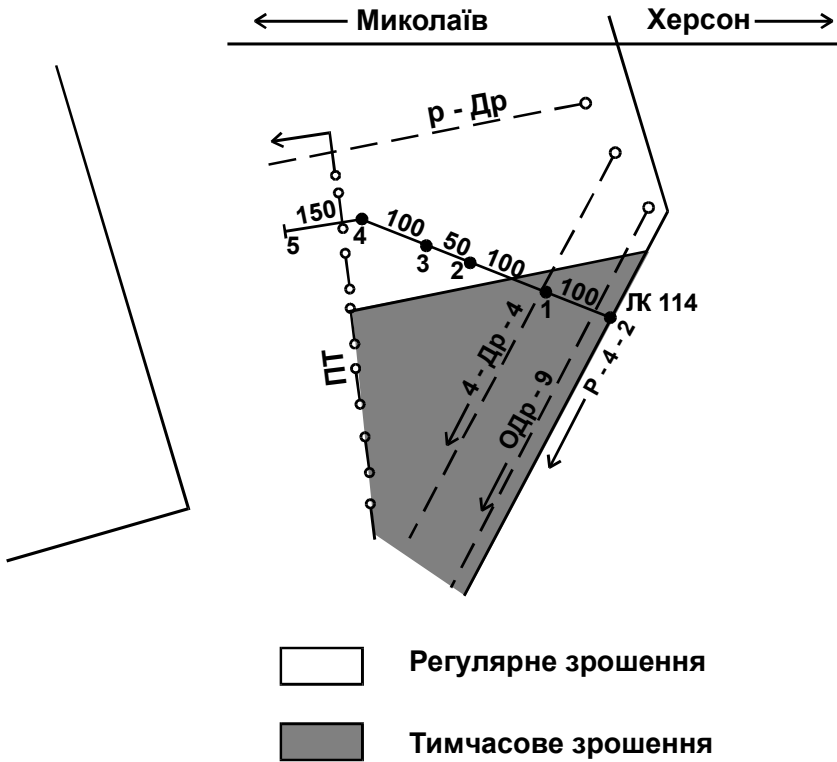 Миколаїв
Херсон
р - Др
150
100
50
100
100
5
4
3
2
1
ПК 114
ПТ
4 - Др - 4
ОДр - 9
Р - 4 - 2
Регулярне зрошення
Тимчасове зрошення